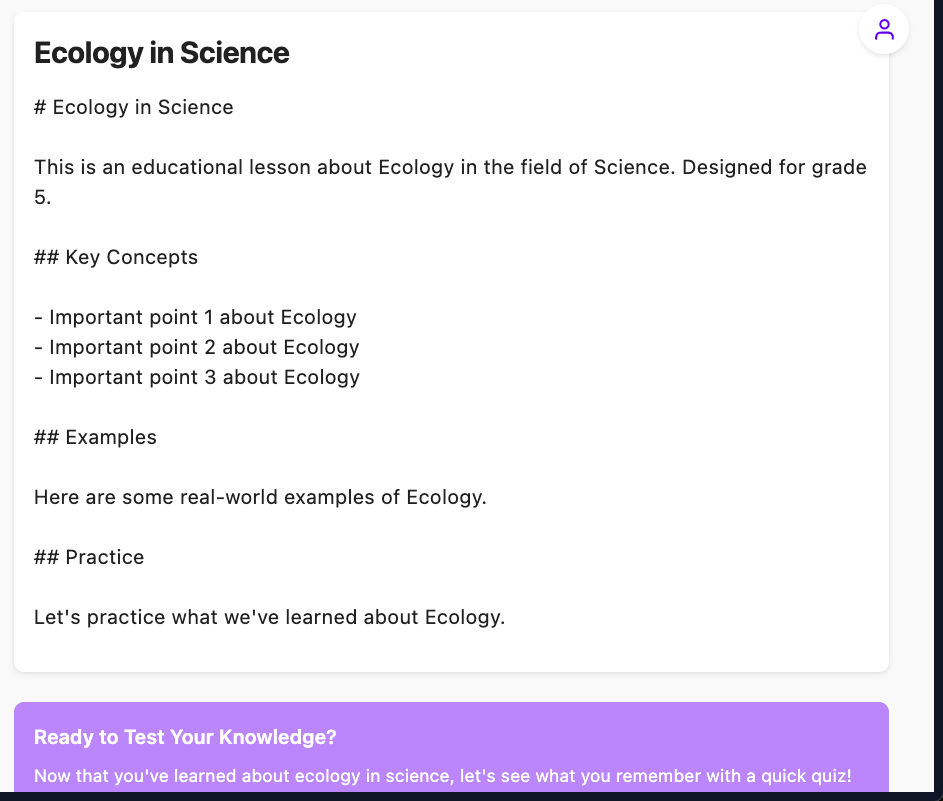 Ecology in Science
# Ecology in Science
This is an educational lesson about Ecology in the field of Science. Designed for grade
5.
## Key Concepts
- Important point 1 about Ecology
- Important point 2 about Ecology
- Important point 3 about Ecology
## Examples
Here are some real-world examples of Ecology.
## Practice
Let's practice what we've learned about Ecology.
Ready to Test Your Knowledge?
Now that you've learned about ecology in science, let's see what you remember with a quick quiz!